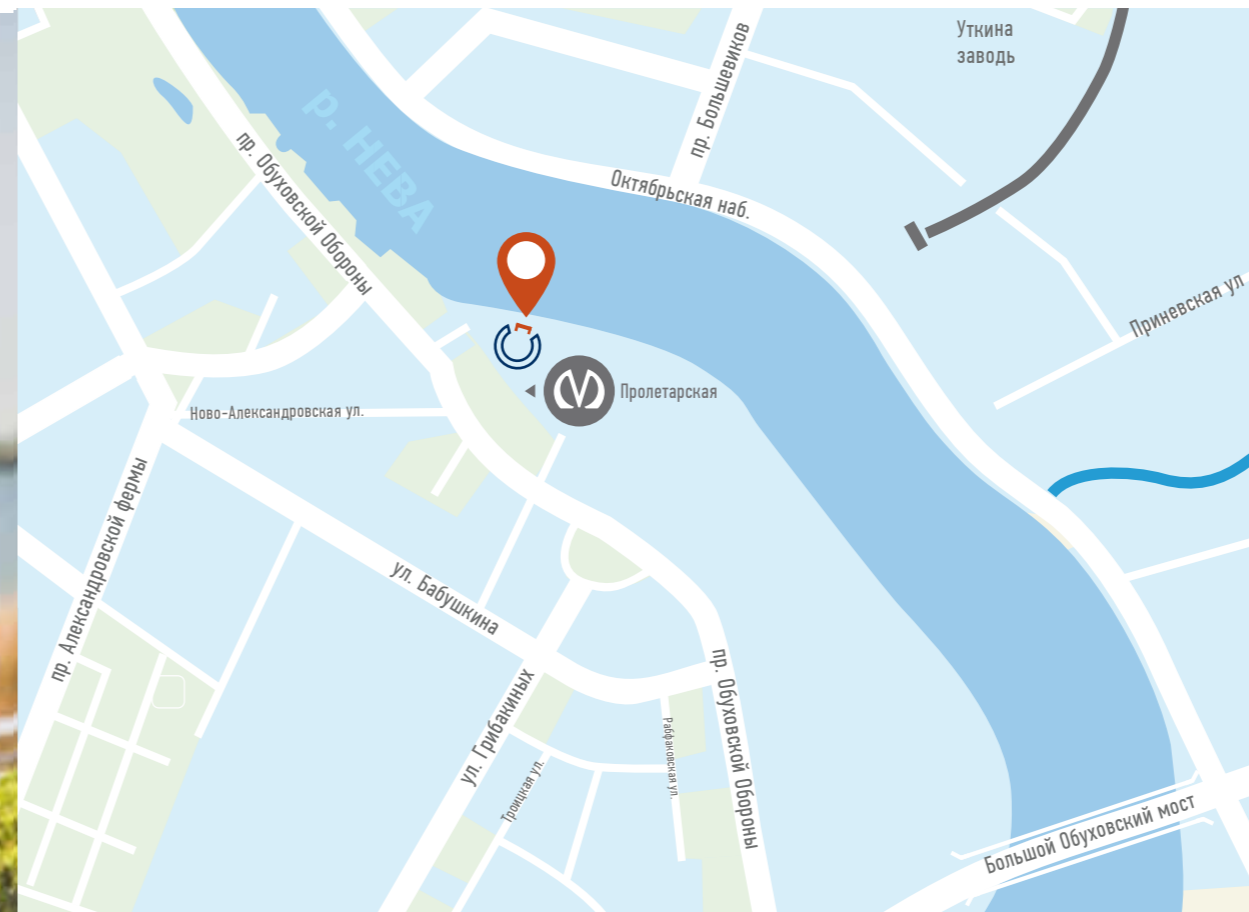 Уткина
заводь
пр. Большевиков
р. НЕВА
пр. Обуховской Обороны
Октябрьская наб.
Приневская ул
Пролетарская
Ново-Александровская ул.
пр. Александровской фермы
ул. Бабушкина
ул. Грибакиных
пр. Обуховской Обороны
Рабфаковская ул.
Троицкая ул.
Большой Обуховский мост